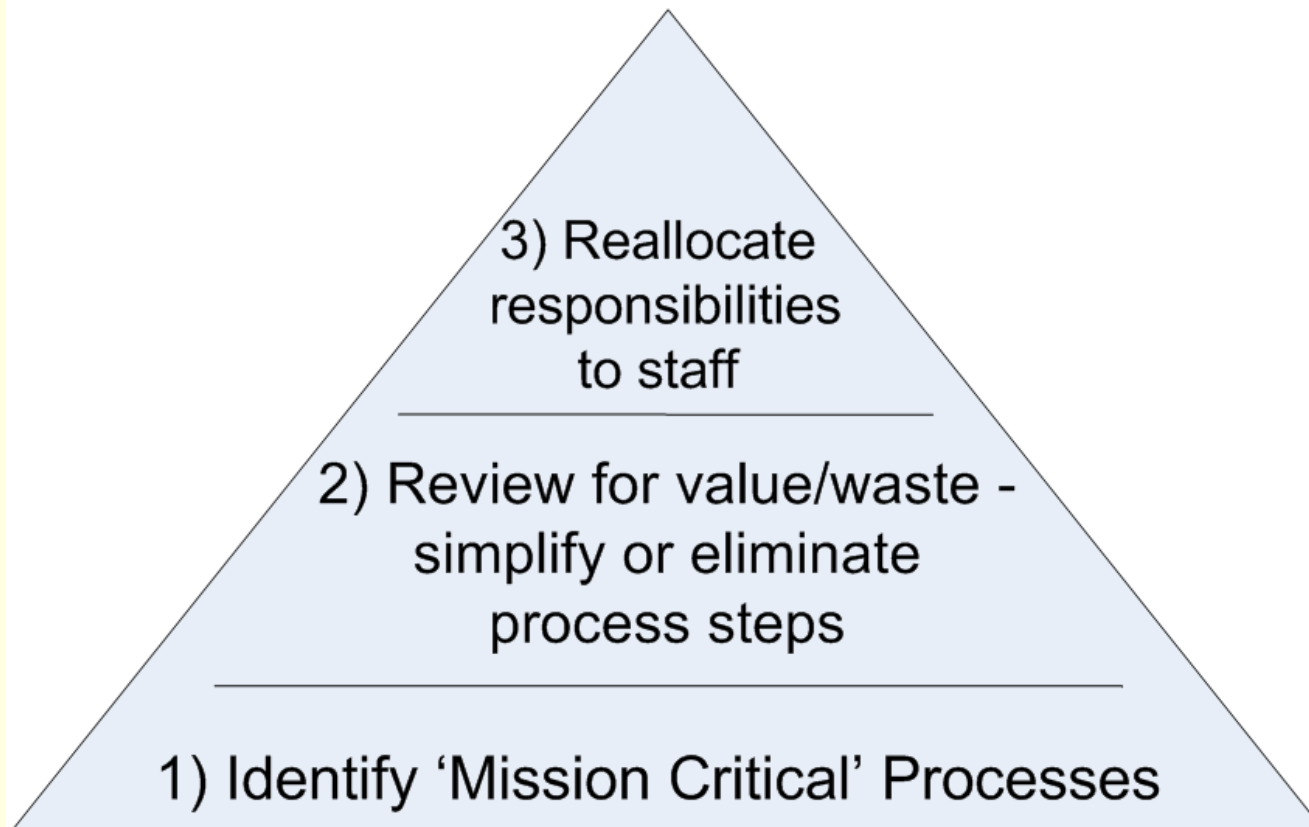 3) Reallocate
responsibilities
to staff
2) Review for value/waste -
simplify or eliminate
process steps
1) Identify ‘Mission Critical’ Processes